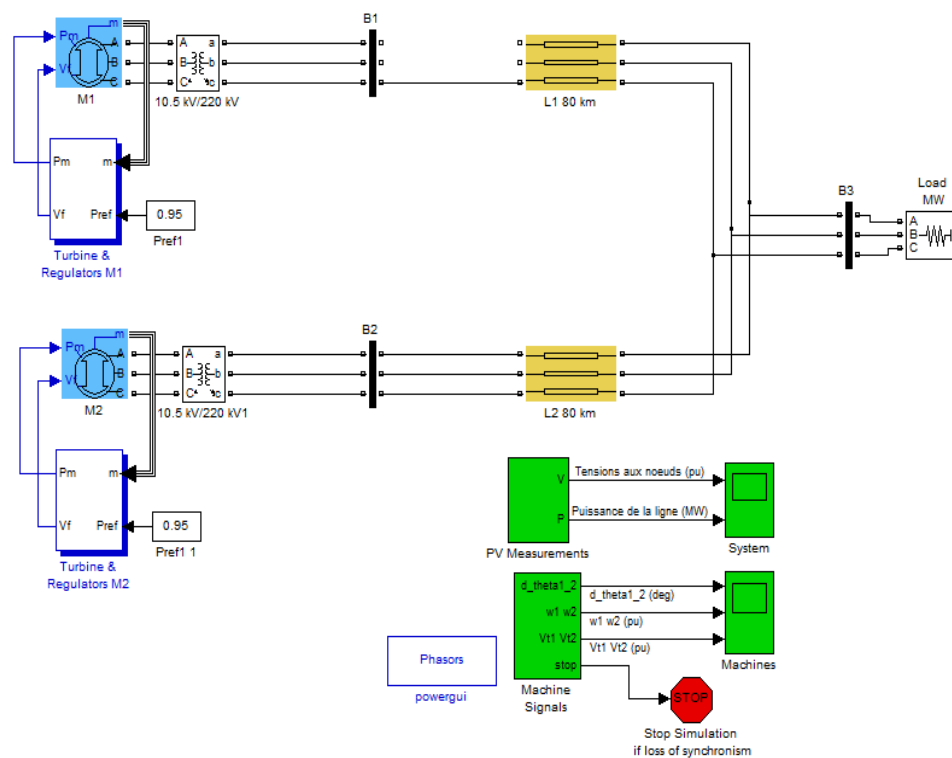 B1
m
Pm
A
A
a
Vf
B
B
b
C
C
c
M1
10.5 kV/220 kV
L1 80 km
Pm
m
B3
Load
MW
Vf
Pref
0.95
A
B
C
Pref1
Turbine &
Regulators M1
B2
m
Pm
A
A
a
Vf
B
B
b
C
C
c
M2
10.5 kV/220 kV1
L2 80 km
Pm
m
Vf
Pref
0.95
Pref1 1
Turbine &
Regulators M2
V
Tensions aux noeuds (pu)
P
Puissance de la ligne (MW)
PV Measurements
System
d_theta1_2
d_theta1_2 (deg)
w1 w2
w1 w2 (pu)
Vt1 Vt2
Vt1 Vt2 (pu)
stop
Machines
Phasors
powergui
Machine
Signals
STOP
Stop Simulation
if loss of synchronism